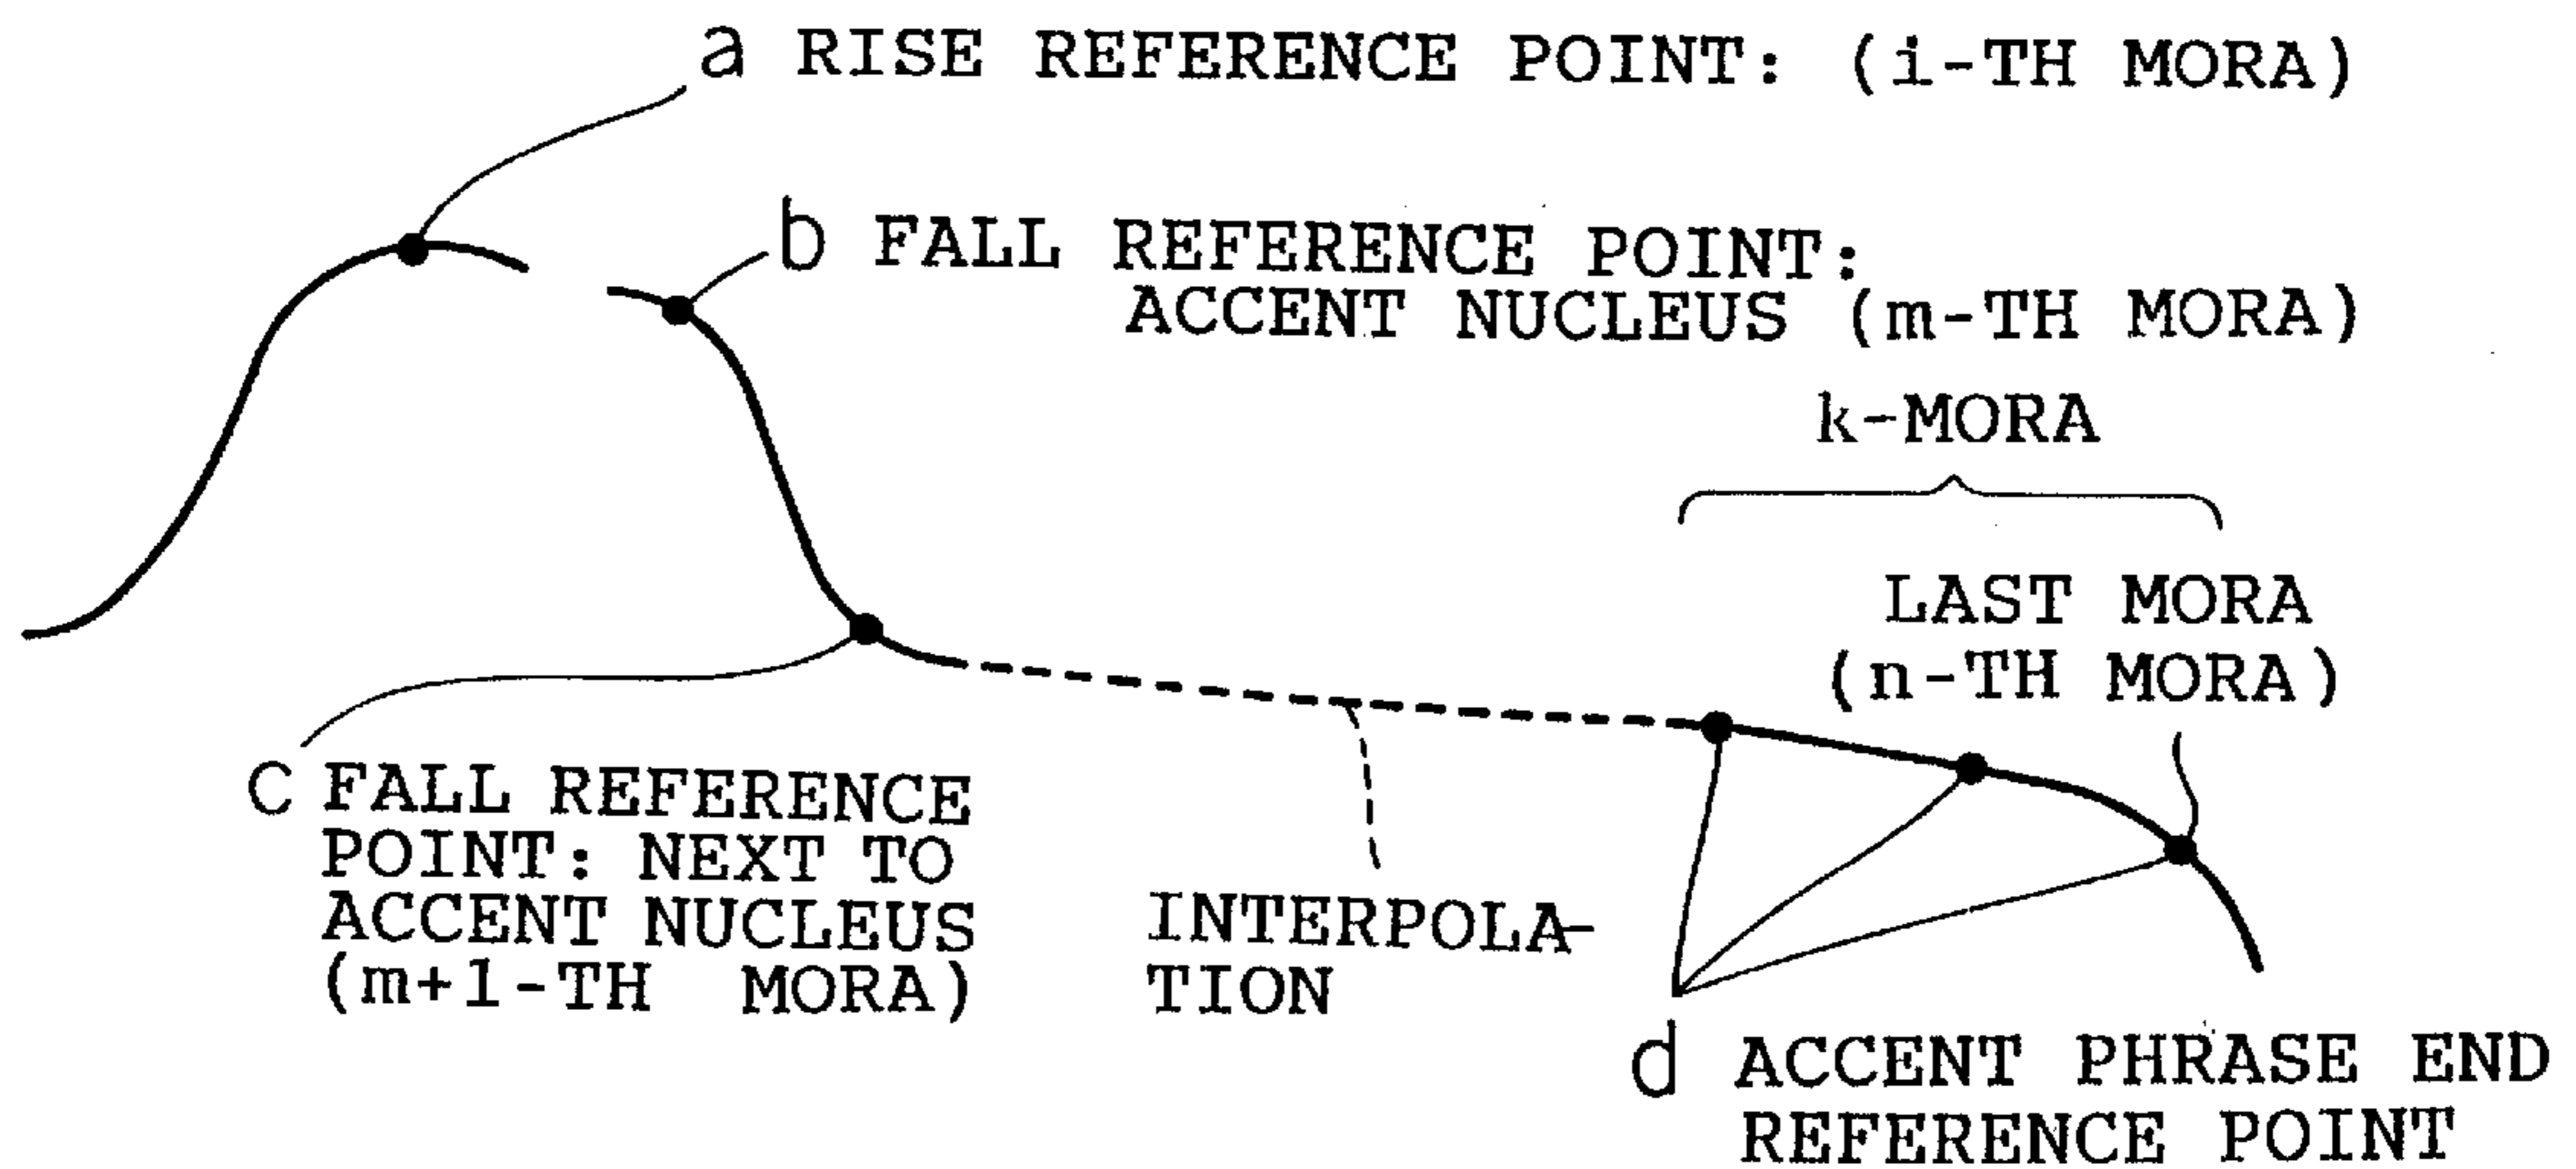 a RISE REFERENCE POINT: (i-TH MORA)
b FALL REFERENCE POINT:
ACCENT NUCLEUS (m-TH MORA)
k-MORA
LAST MORA
(n-TH MORA)
c FALL REFERENCE
POINT: NEXT TO
ACCENT NUCLEUS
(m+1-TH MORA)
INTERPOLA-
TION
d ACCENT PHRASE END
REFERENCE POINT